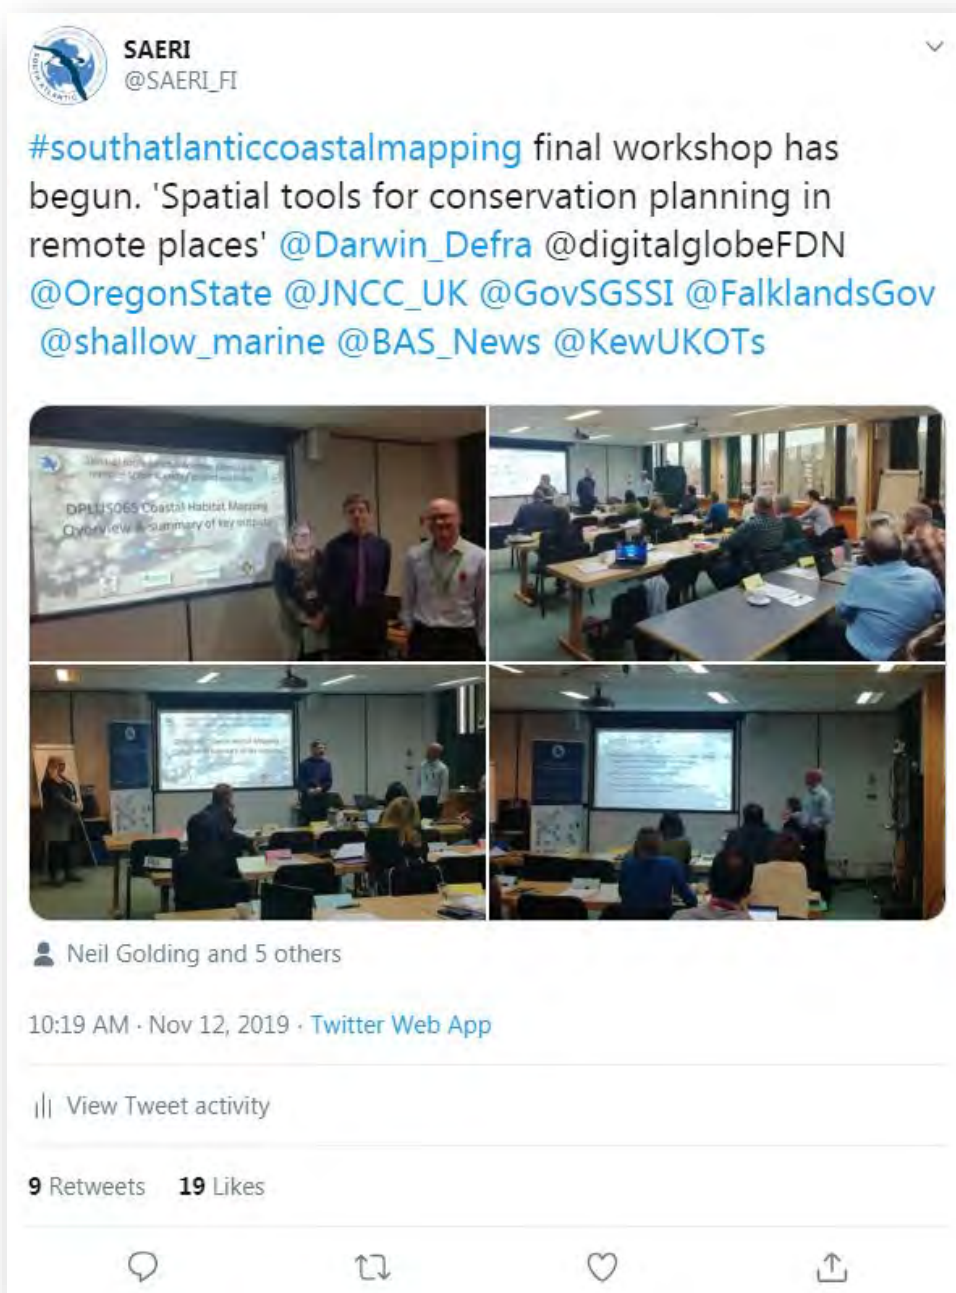 SAERI
@SAERI_FI
#southatlanticcoastalmapping final workshop has
begun. 'Spatial tools for conservation planning in
remote places' @Darwin_Defra @digitalglobeFDN
@OregonState @JNCC_UK @GovSGSSI @FalklandsGov
@shallow_marine @BAS_News @KewUKOTs
SOUTH ATLANTIC
DPLUS065 Coastal Habitat Mapping
Overview & summary of key outputs
Neil Golding and 5 others
10:19 AM · Nov 12, 2019 · Twitter Web App
View Tweet activity
9 Retweets 19 Likes